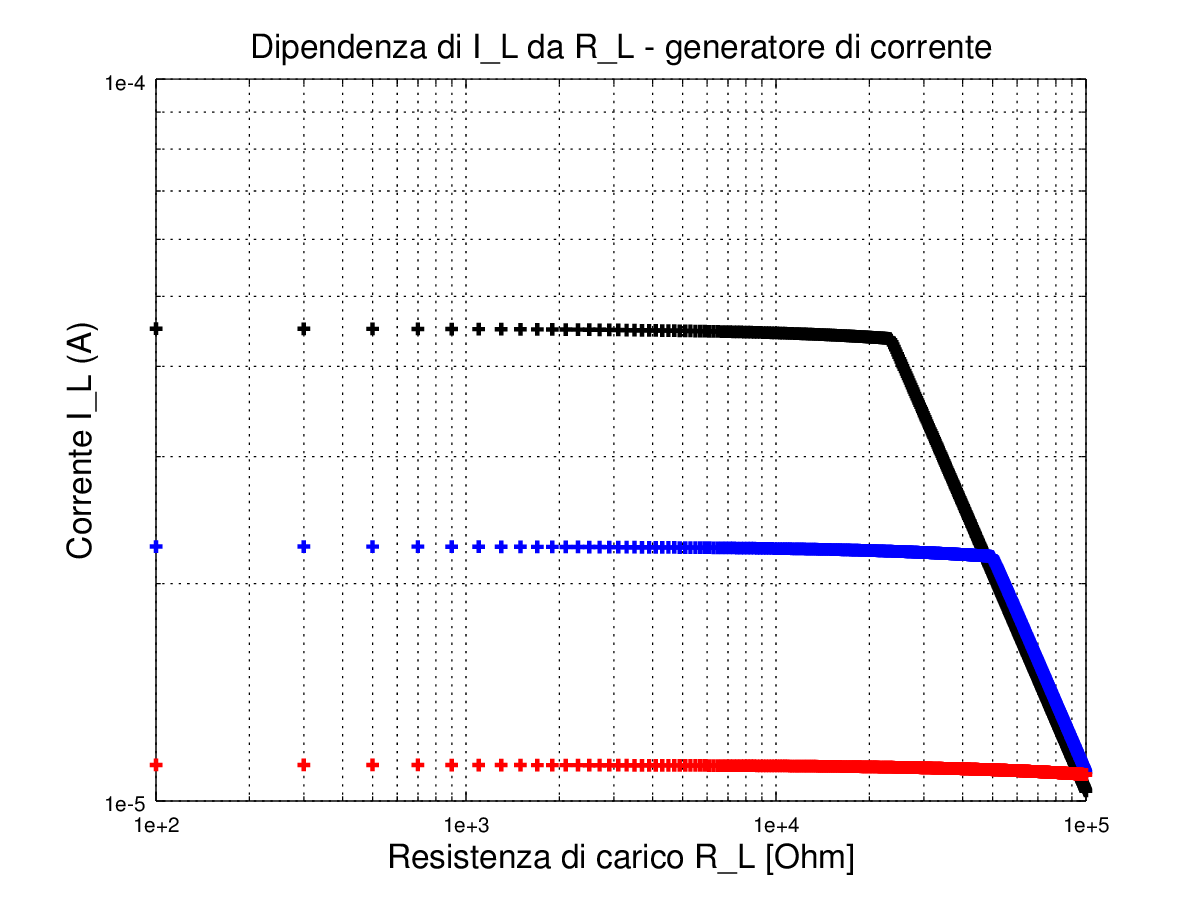 Dipendenza di I_L da R_L - generatore di corrente
1e-4
Corrente I_L (A)
1e-5
1e+2 1e+3 1e+4 1e+5
Resistenza di carico R_L [Ohm]